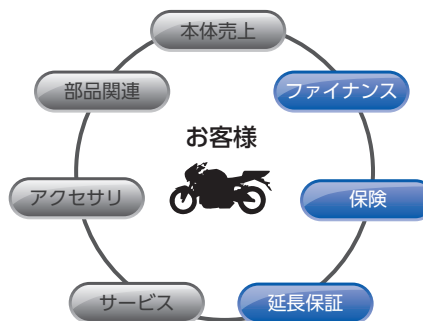 本体売上
部品関連
ファイナンス
お客様
アクセサリ
保険
サービス
延長保証